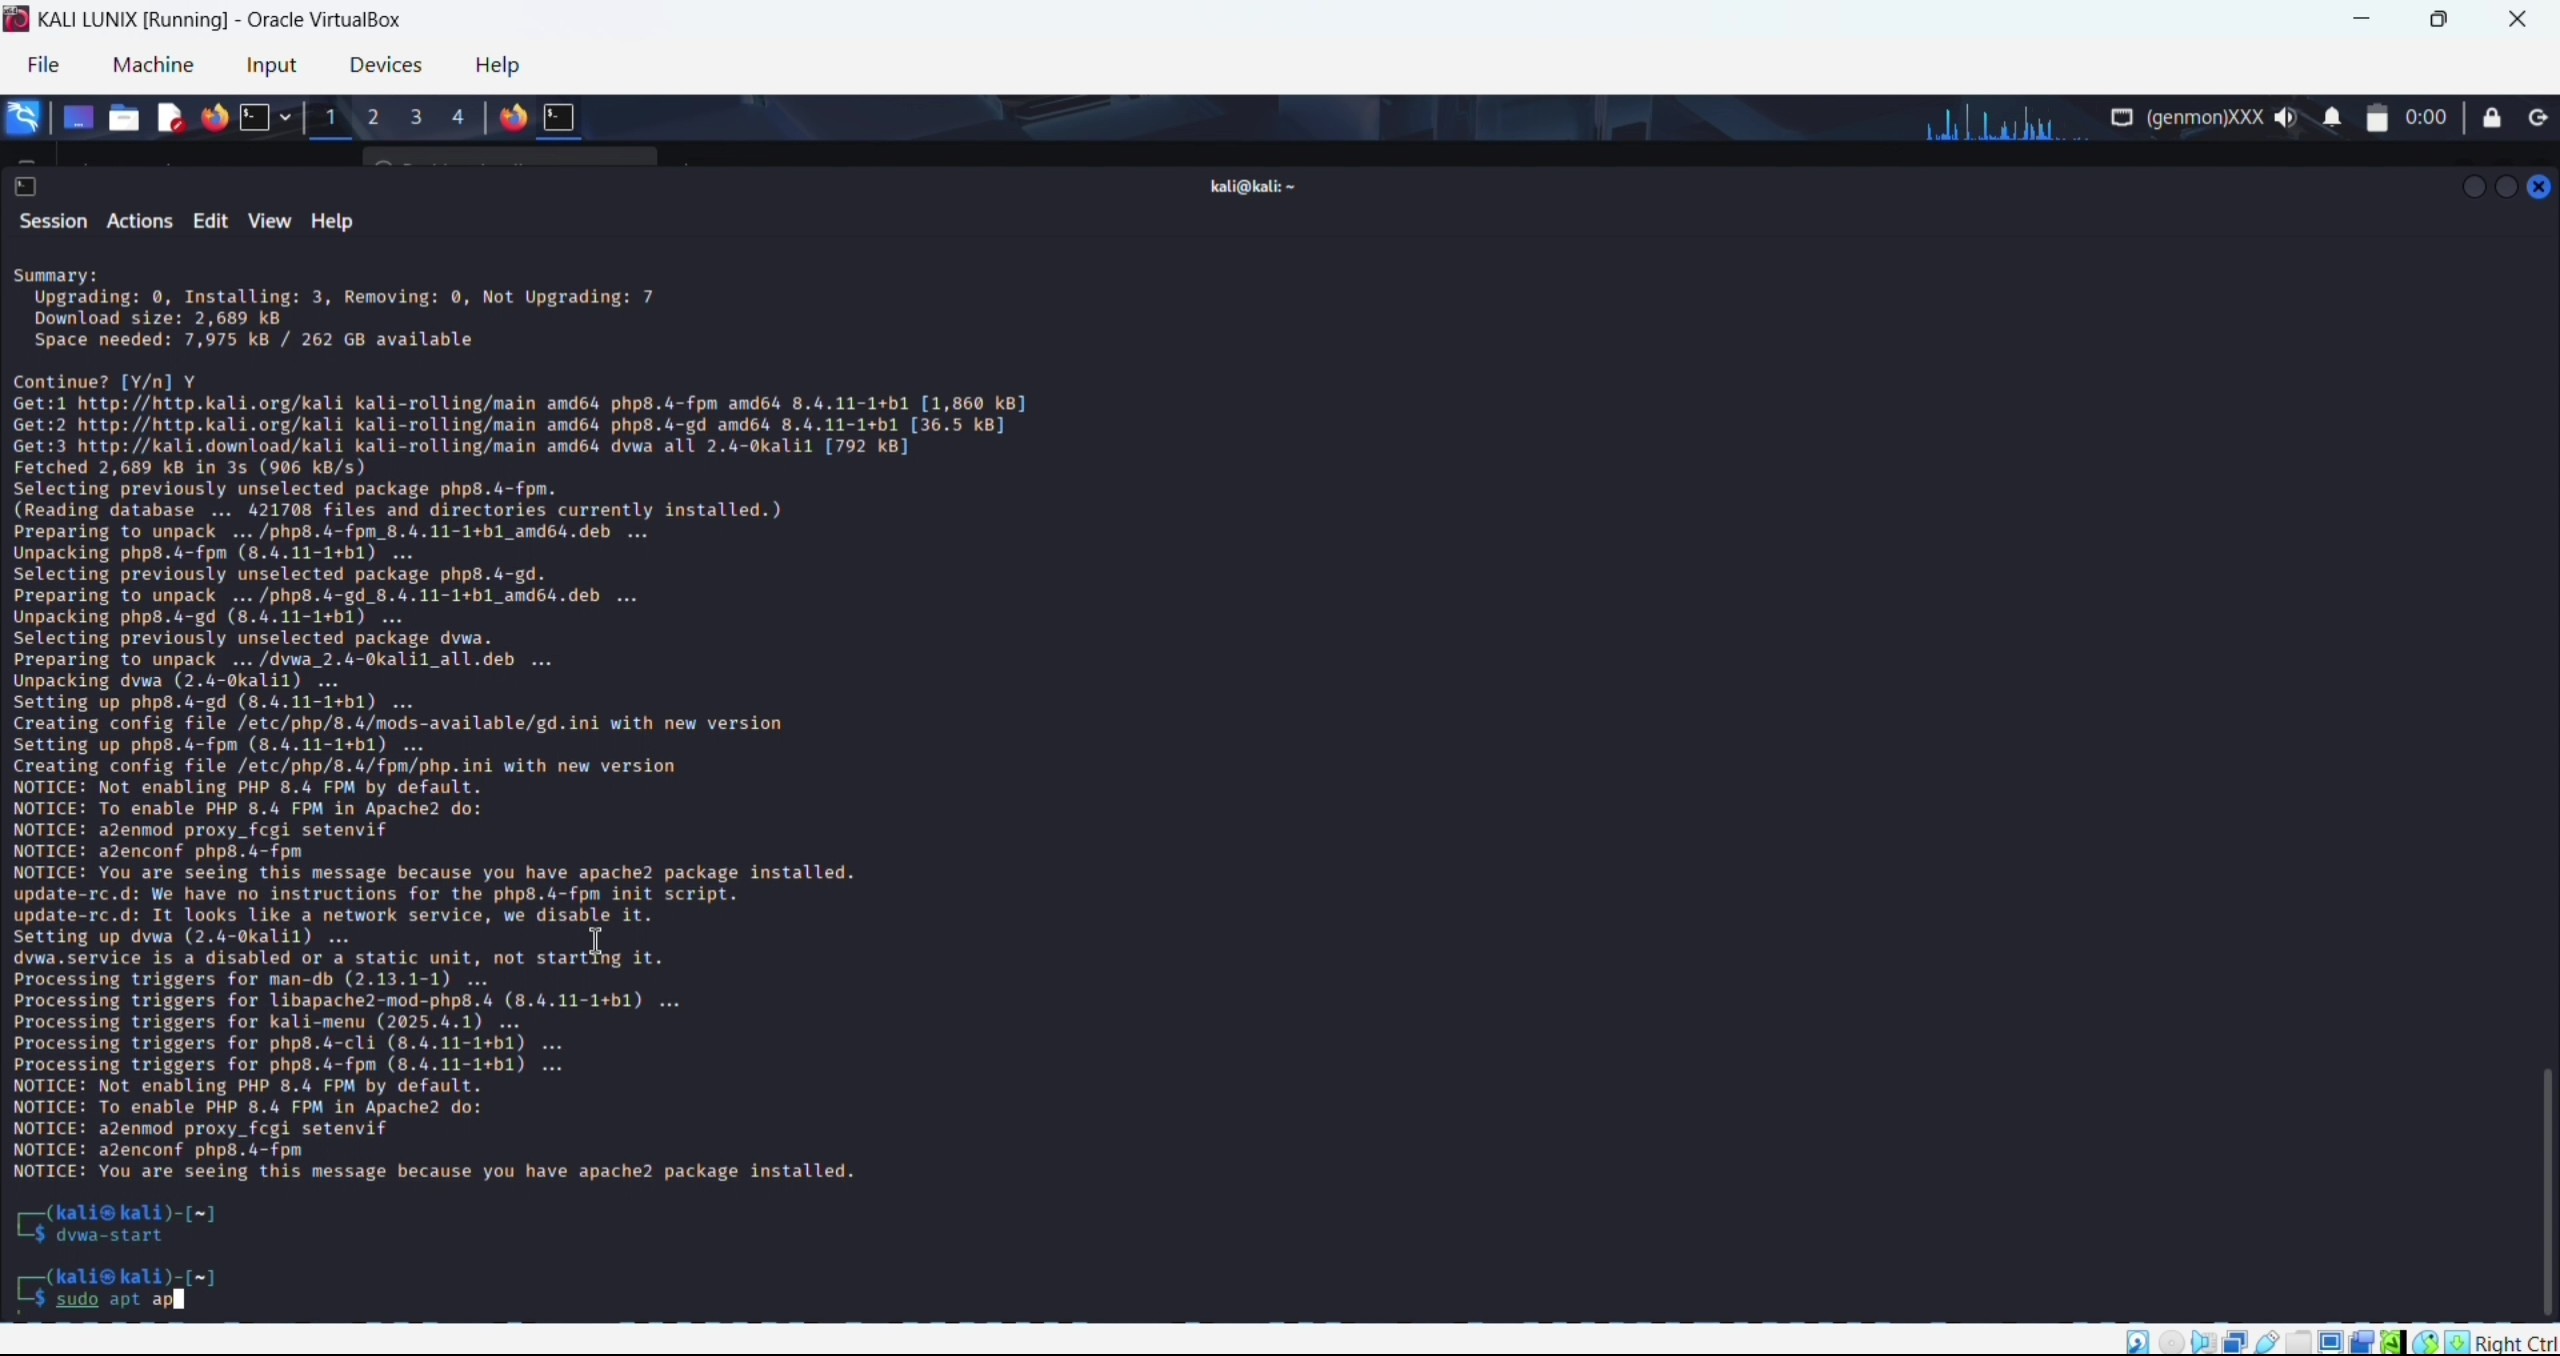 KALI LUNIX [Running] - Oracle VirtualBox
File Machine Input Devices Help
1 2 3 4 (genmon)XXX 0:00
kali@kali: ~
Session Actions Edit View Help
Summary:
Upgrading: 0, Installing: 3, Removing: 0, Not Upgrading: 7
Download size: 2,689 kB
Space needed: 7,975 kB / 262 GB available
Continue? [Y/n] Y
Get:1 http://http.kali.org/kali kali-rolling/main amd64 php8.4-fpm amd64 8.4.11-1+b1 [1,860 kB]
Get:2 http://http.kali.org/kali kali-rolling/main amd64 php8.4-gd amd64 8.4.11-1+b1 [36.5 kB]
Get:3 http://kali.download/kali kali-rolling/main amd64 dvwa all 2.4-0kali1 [792 kB]
Fetched 2,689 kB in 3s (906 kB/s)
Selecting previously unselected package php8.4-fpm.
(Reading database ... 421708 files and directories currently installed.)
Preparing to unpack .../php8.4-fpm_8.4.11-1+b1_amd64.deb ...
Unpacking php8.4-fpm (8.4.11-1+b1) ...
Selecting previously unselected package php8.4-gd.
Preparing to unpack .../php8.4-gd_8.4.11-1+b1_amd64.deb ...
Unpacking php8.4-gd (8.4.11-1+b1) ...
Selecting previously unselected package dvwa.
Preparing to unpack .../dvwa_2.4-0kali1_all.deb ...
Unpacking dvwa (2.4-0kali1) ...
Setting up php8.4-gd (8.4.11-1+b1) ...
Creating config file /etc/php/8.4/mods-available/gd.ini with new version
Setting up php8.4-fpm (8.4.11-1+b1) ...
Creating config file /etc/php/8.4/fpm/php.ini with new version
NOTICE: Not enabling PHP 8.4 FPM by default.
NOTICE: To enable PHP 8.4 FPM in Apache2 do:
NOTICE: a2enmod proxy_fcgi setenvif
NOTICE: a2enconf php8.4-fpm
NOTICE: You are seeing this message because you have apache2 package installed.
update-rc.d: We have no instructions for the php8.4-fpm init script.
update-rc.d: It looks like a network service, we disable it.
Setting up dvwa (2.4-0kali1) ...
dvwa.service is a disabled or a static unit, not starting it.
Processing triggers for man-db (2.13.1-1) ...
Processing triggers for libapache2-mod-php8.4 (8.4.11-1+b1) ...
Processing triggers for kali-menu (2025.4.1) ...
Processing triggers for php8.4-cli (8.4.11-1+b1) ...
Processing triggers for php8.4-fpm (8.4.11-1+b1) ...
NOTICE: Not enabling PHP 8.4 FPM by default.
NOTICE: To enable PHP 8.4 FPM in Apache2 do:
NOTICE: a2enmod proxy_fcgi setenvif
NOTICE: a2enconf php8.4-fpm
NOTICE: You are seeing this message because you have apache2 package installed.
┌──(kali㉿kali)-[~]
└─$ dvwa-start
┌──(kali㉿kali)-[~]
└─$ sudo apt ap
Right Ctrl